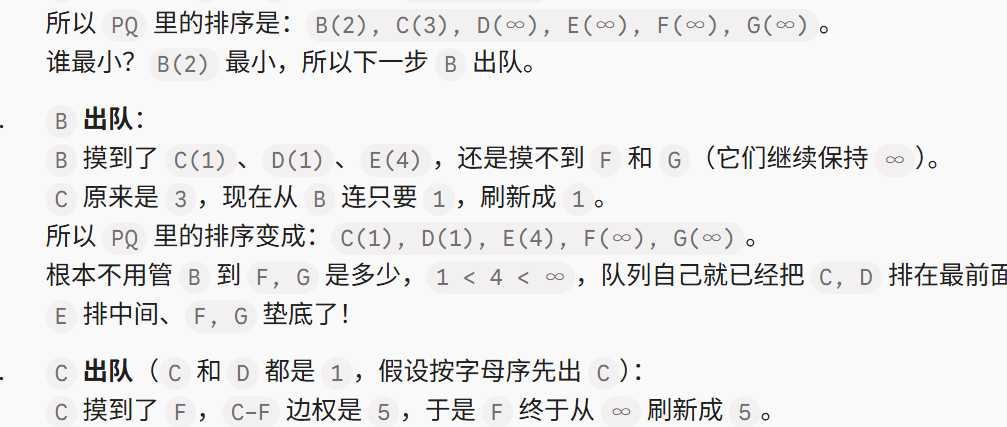 所以 PQ 里的排序是：B(2), C(3), D(∞), E(∞), F(∞), G(∞)。
谁最小？B(2) 最小，所以下一步 B 出队。
B 出队：
B 摸到了 C(1)、D(1)、E(4)，还是摸不到 F 和 G（它们继续保持 ∞）。
C 原来是 3，现在从 B 连只要 1，刷新成 1。
所以 PQ 里的排序变成：C(1), D(1), E(4), F(∞), G(∞)。
根本不用管 B 到 F, G 是多少，1 < 4 < ∞，队列自己就已经把 C, D 排在最前面
E 排中间、F, G 垫底了！
C 出队（C 和 D 都是 1，假设按字母序先出 C）：
C 摸到了 F，C–F 边权是 5，于是 F 终于从 ∞ 刷新成 5。